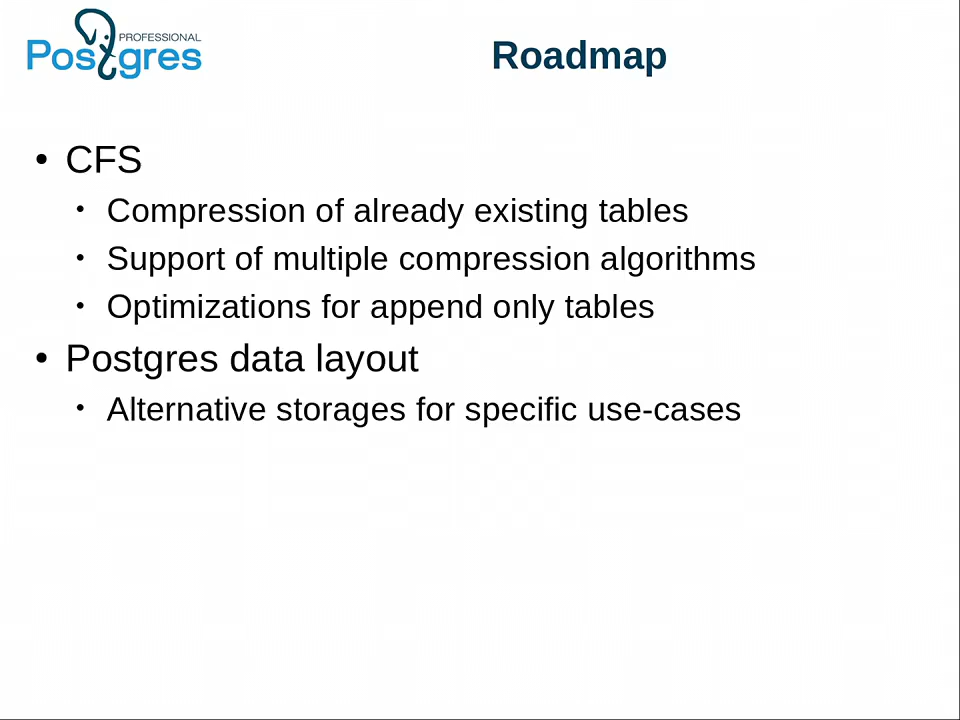 PROFESSIONAL
Postgres
Roadmap
• CFS
• Compression of already existing tables
• Support of multiple compression algorithms
• Optimizations for append only tables
• Postgres data layout
• Alternative storages for specific use-cases